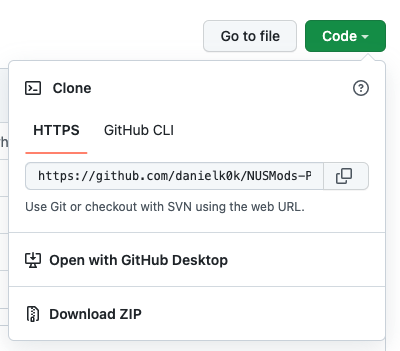 Go to file
Code
Clone
HTTPS
GitHub CLI
https://github.com/danielk0k/NUSMods-P
Use Git or checkout with SVN using the web URL.
Open with GitHub Desktop
Download ZIP